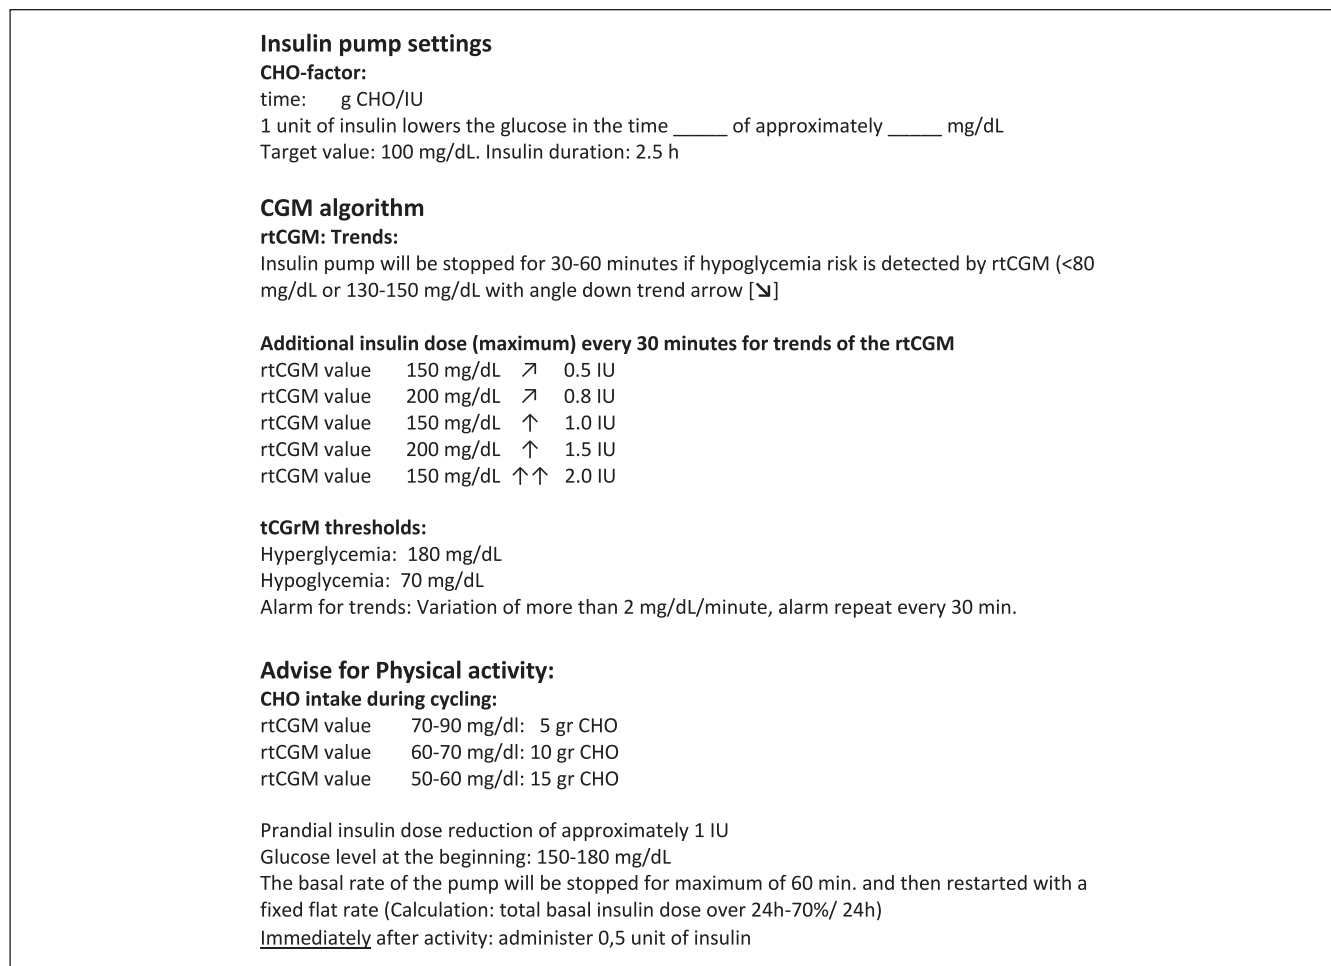 Insulin pump settings
CHO-factor:
time: g CHO/IU
1 unit of insulin lowers the glucose in the time _____ of approximately _____ mg/dL
Target value: 100 mg/dL. Insulin duration: 2.5 h
CGM algorithm
rtCGM: Trends:
Insulin pump will be stopped for 30-60 minutes if hypoglycemia risk is detected by rtCGM (<80
mg/dL or 130-150 mg/dL with angle down trend arrow [↘]
Additional insulin dose (maximum) every 30 minutes for trends of the rtCGM
rtCGM value 150 mg/dL ↗ 0.5 IU
rtCGM value 200 mg/dL ↗ 0.8 IU
rtCGM value 150 mg/dL ↑ 1.0 IU
rtCGM value 200 mg/dL ↑ 1.5 IU
rtCGM value 150 mg/dL ↑↑ 2.0 IU
tCGrM thresholds:
Hyperglycemia: 180 mg/dL
Hypoglycemia: 70 mg/dL
Alarm for trends: Variation of more than 2 mg/dL/minute, alarm repeat every 30 min.
Advise for Physical activity:
CHO intake during cycling:
rtCGM value 70-90 mg/dl: 5 gr CHO
rtCGM value 60-70 mg/dl: 10 gr CHO
rtCGM value 50-60 mg/dl: 15 gr CHO
Prandial insulin dose reduction of approximately 1 IU
Glucose level at the beginning: 150-180 mg/dL
The basal rate of the pump will be stopped for maximum of 60 min. and then restarted with a
fixed flat rate (Calculation: total basal insulin dose over 24h-70%/ 24h)
Immediately after activity: administer 0,5 unit of insulin